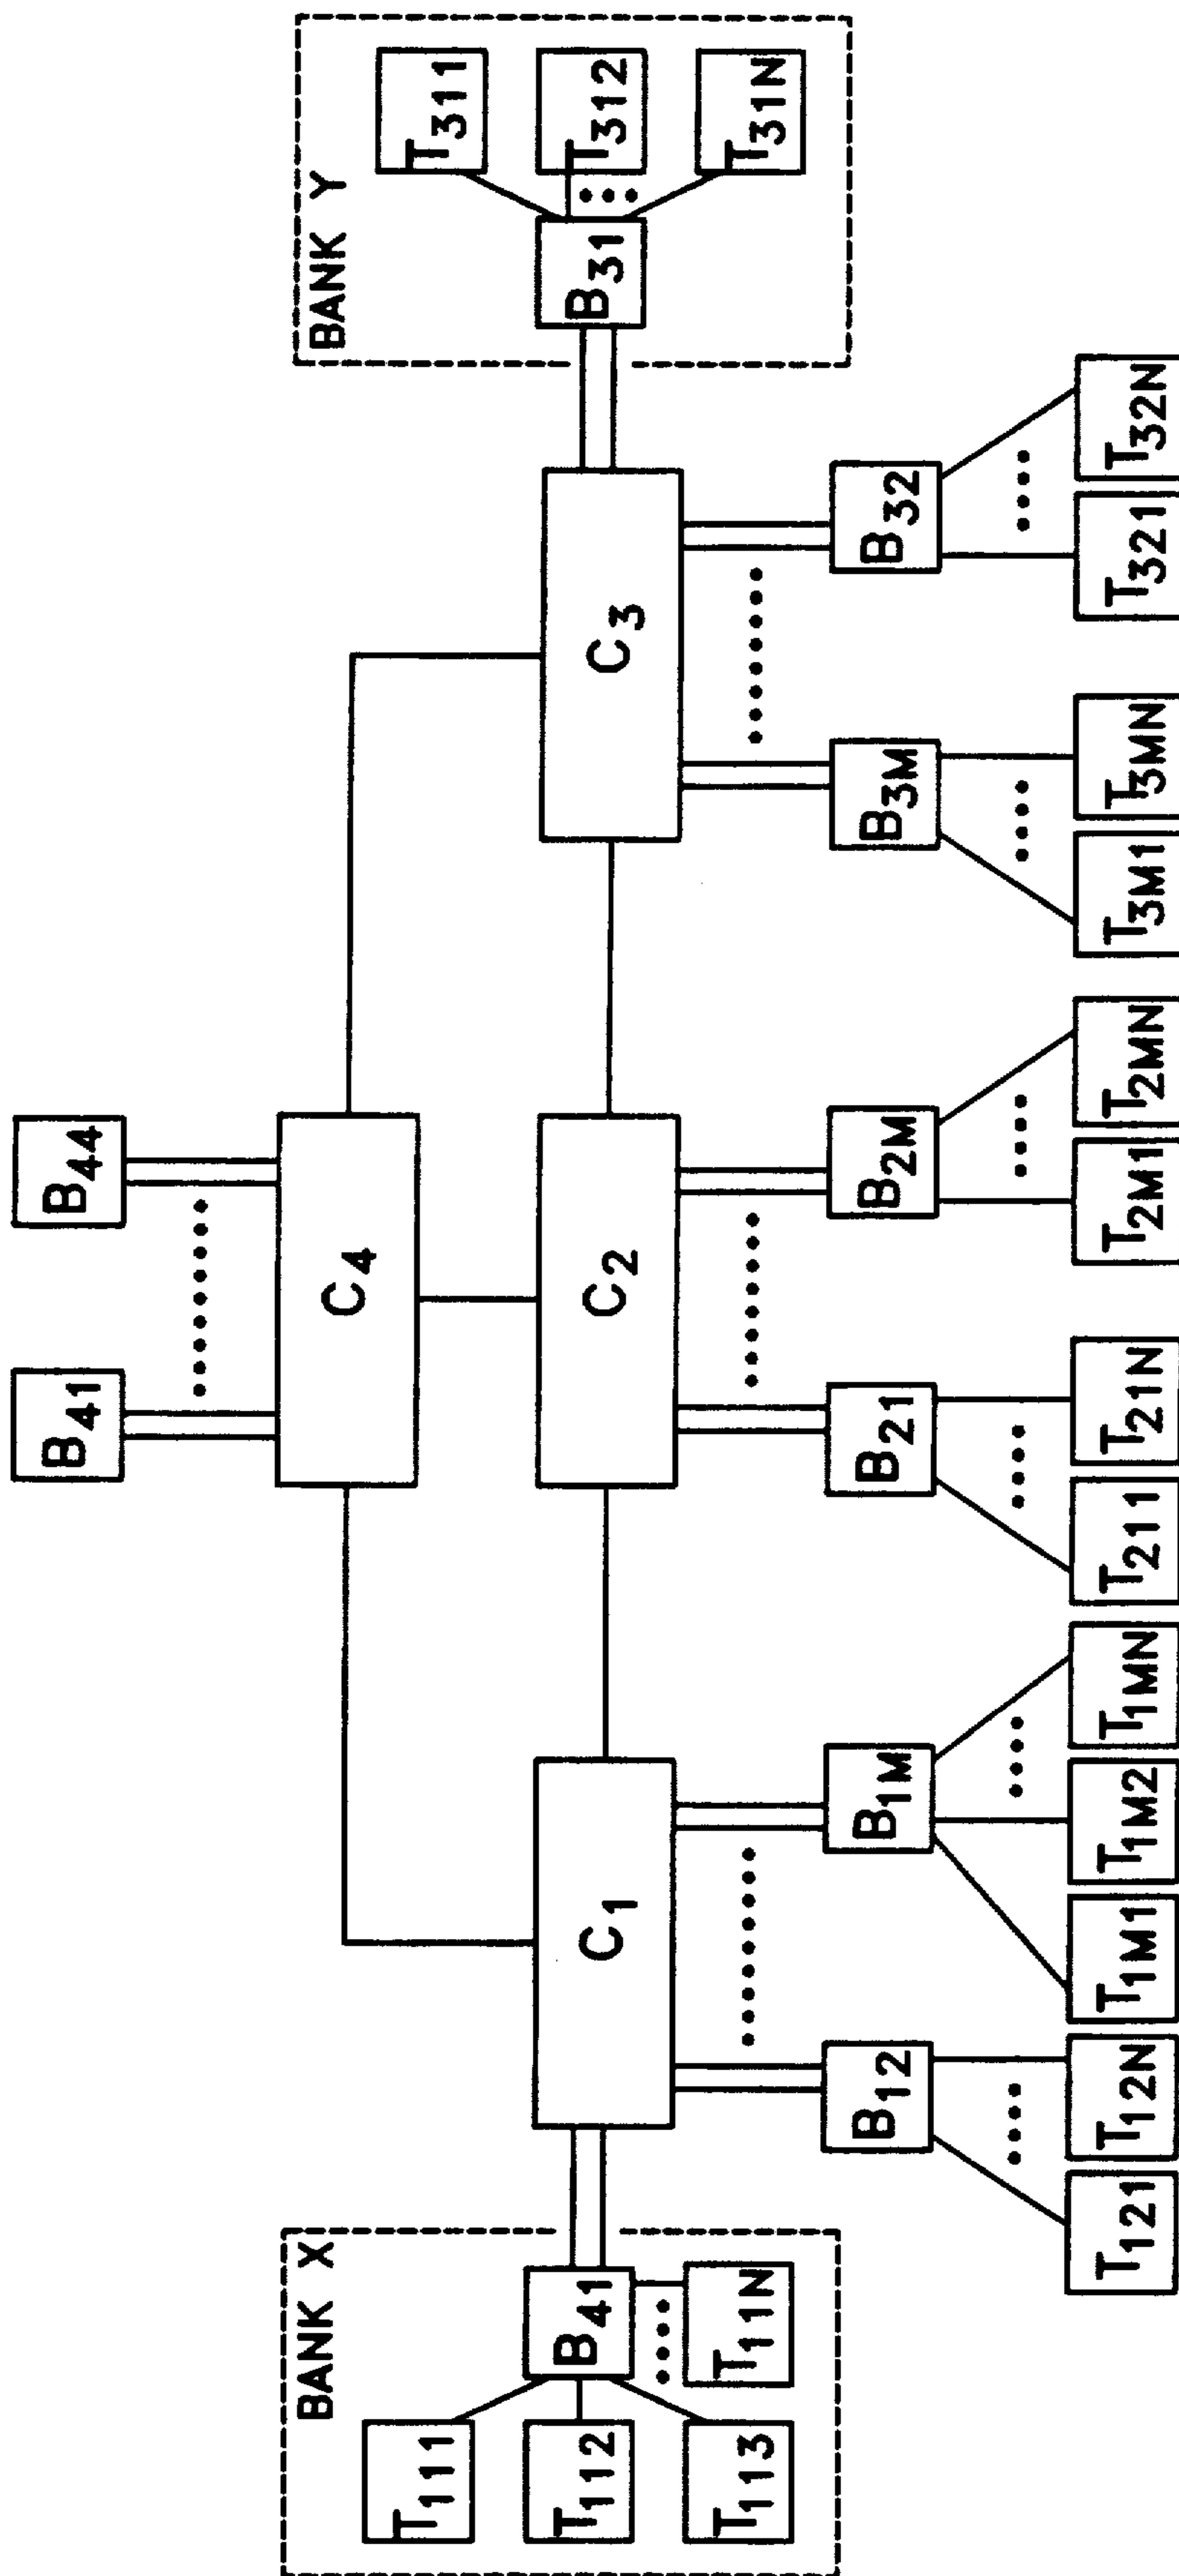 B₄₁
B₄₄
BANK X
BANK Y
C₄
T₁₁₁
T₃₁₁
T₁₁₂
B₄₁
C₁
C₂
C₃
B₃₁
T₃₁₂
T₁₁₃
T₁₁N
T₃₁N
B₁₂
B₁M
B₂₁
B₂M
B₃M
B₃₂
T₁₂₁
T₁₂N
T₁M₁
T₁M₂
T₁MN
T₂₁₁
T₂₁N
T₂M₁
T₂MN
T₃M₁
T₃MN
T₃₂₁
T₃₂N